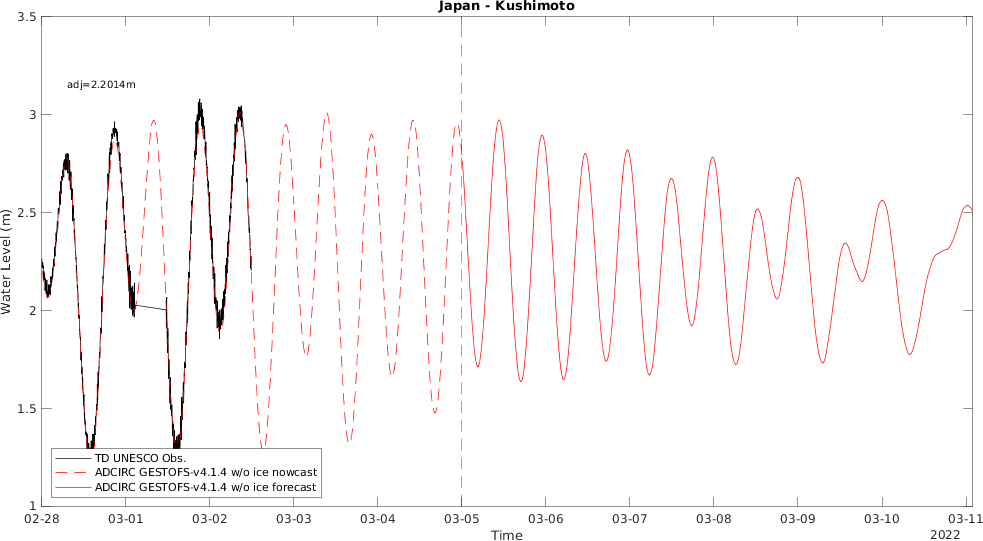 Japan - Kushimoto
3.5
adj=2.2014m
3
2.5
Water Level (m)
2
1.5
TD UNESCO Obs.
ADCIRC GESTOFS-v4.1.4 w/o ice nowcast
ADCIRC GESTOFS-v4.1.4 w/o ice forecast
1
02-28 03-01 03-02 03-03 03-04 03-05 03-06 03-07 03-08 03-09 03-10 03-11
Time
2022